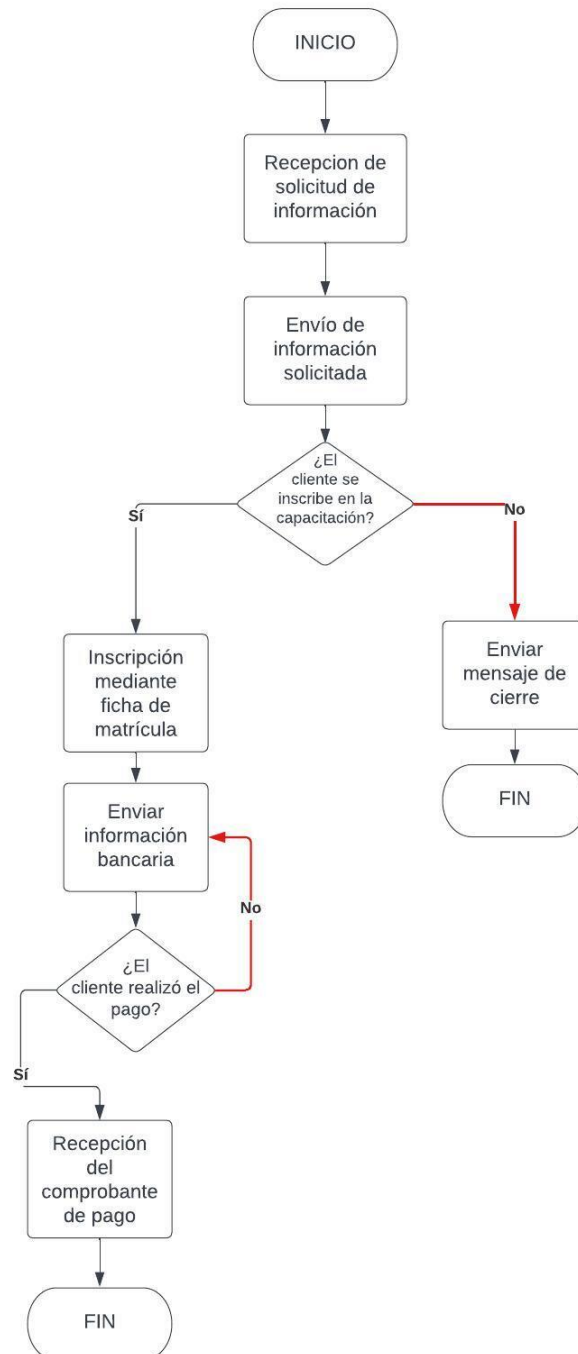 INICIO
Recepcion de
solicitud de
información
Envío de
información
solicitada
¿El
cliente se
inscribe en la
capacitación?
Sí
No
Inscripción
mediante
ficha de
matrícula
Enviar
mensaje de
cierre
Enviar
información
bancaria
FIN
No
¿El
cliente realizó el
pago?
Sí
Recepción
del
comprobante
de pago
FIN